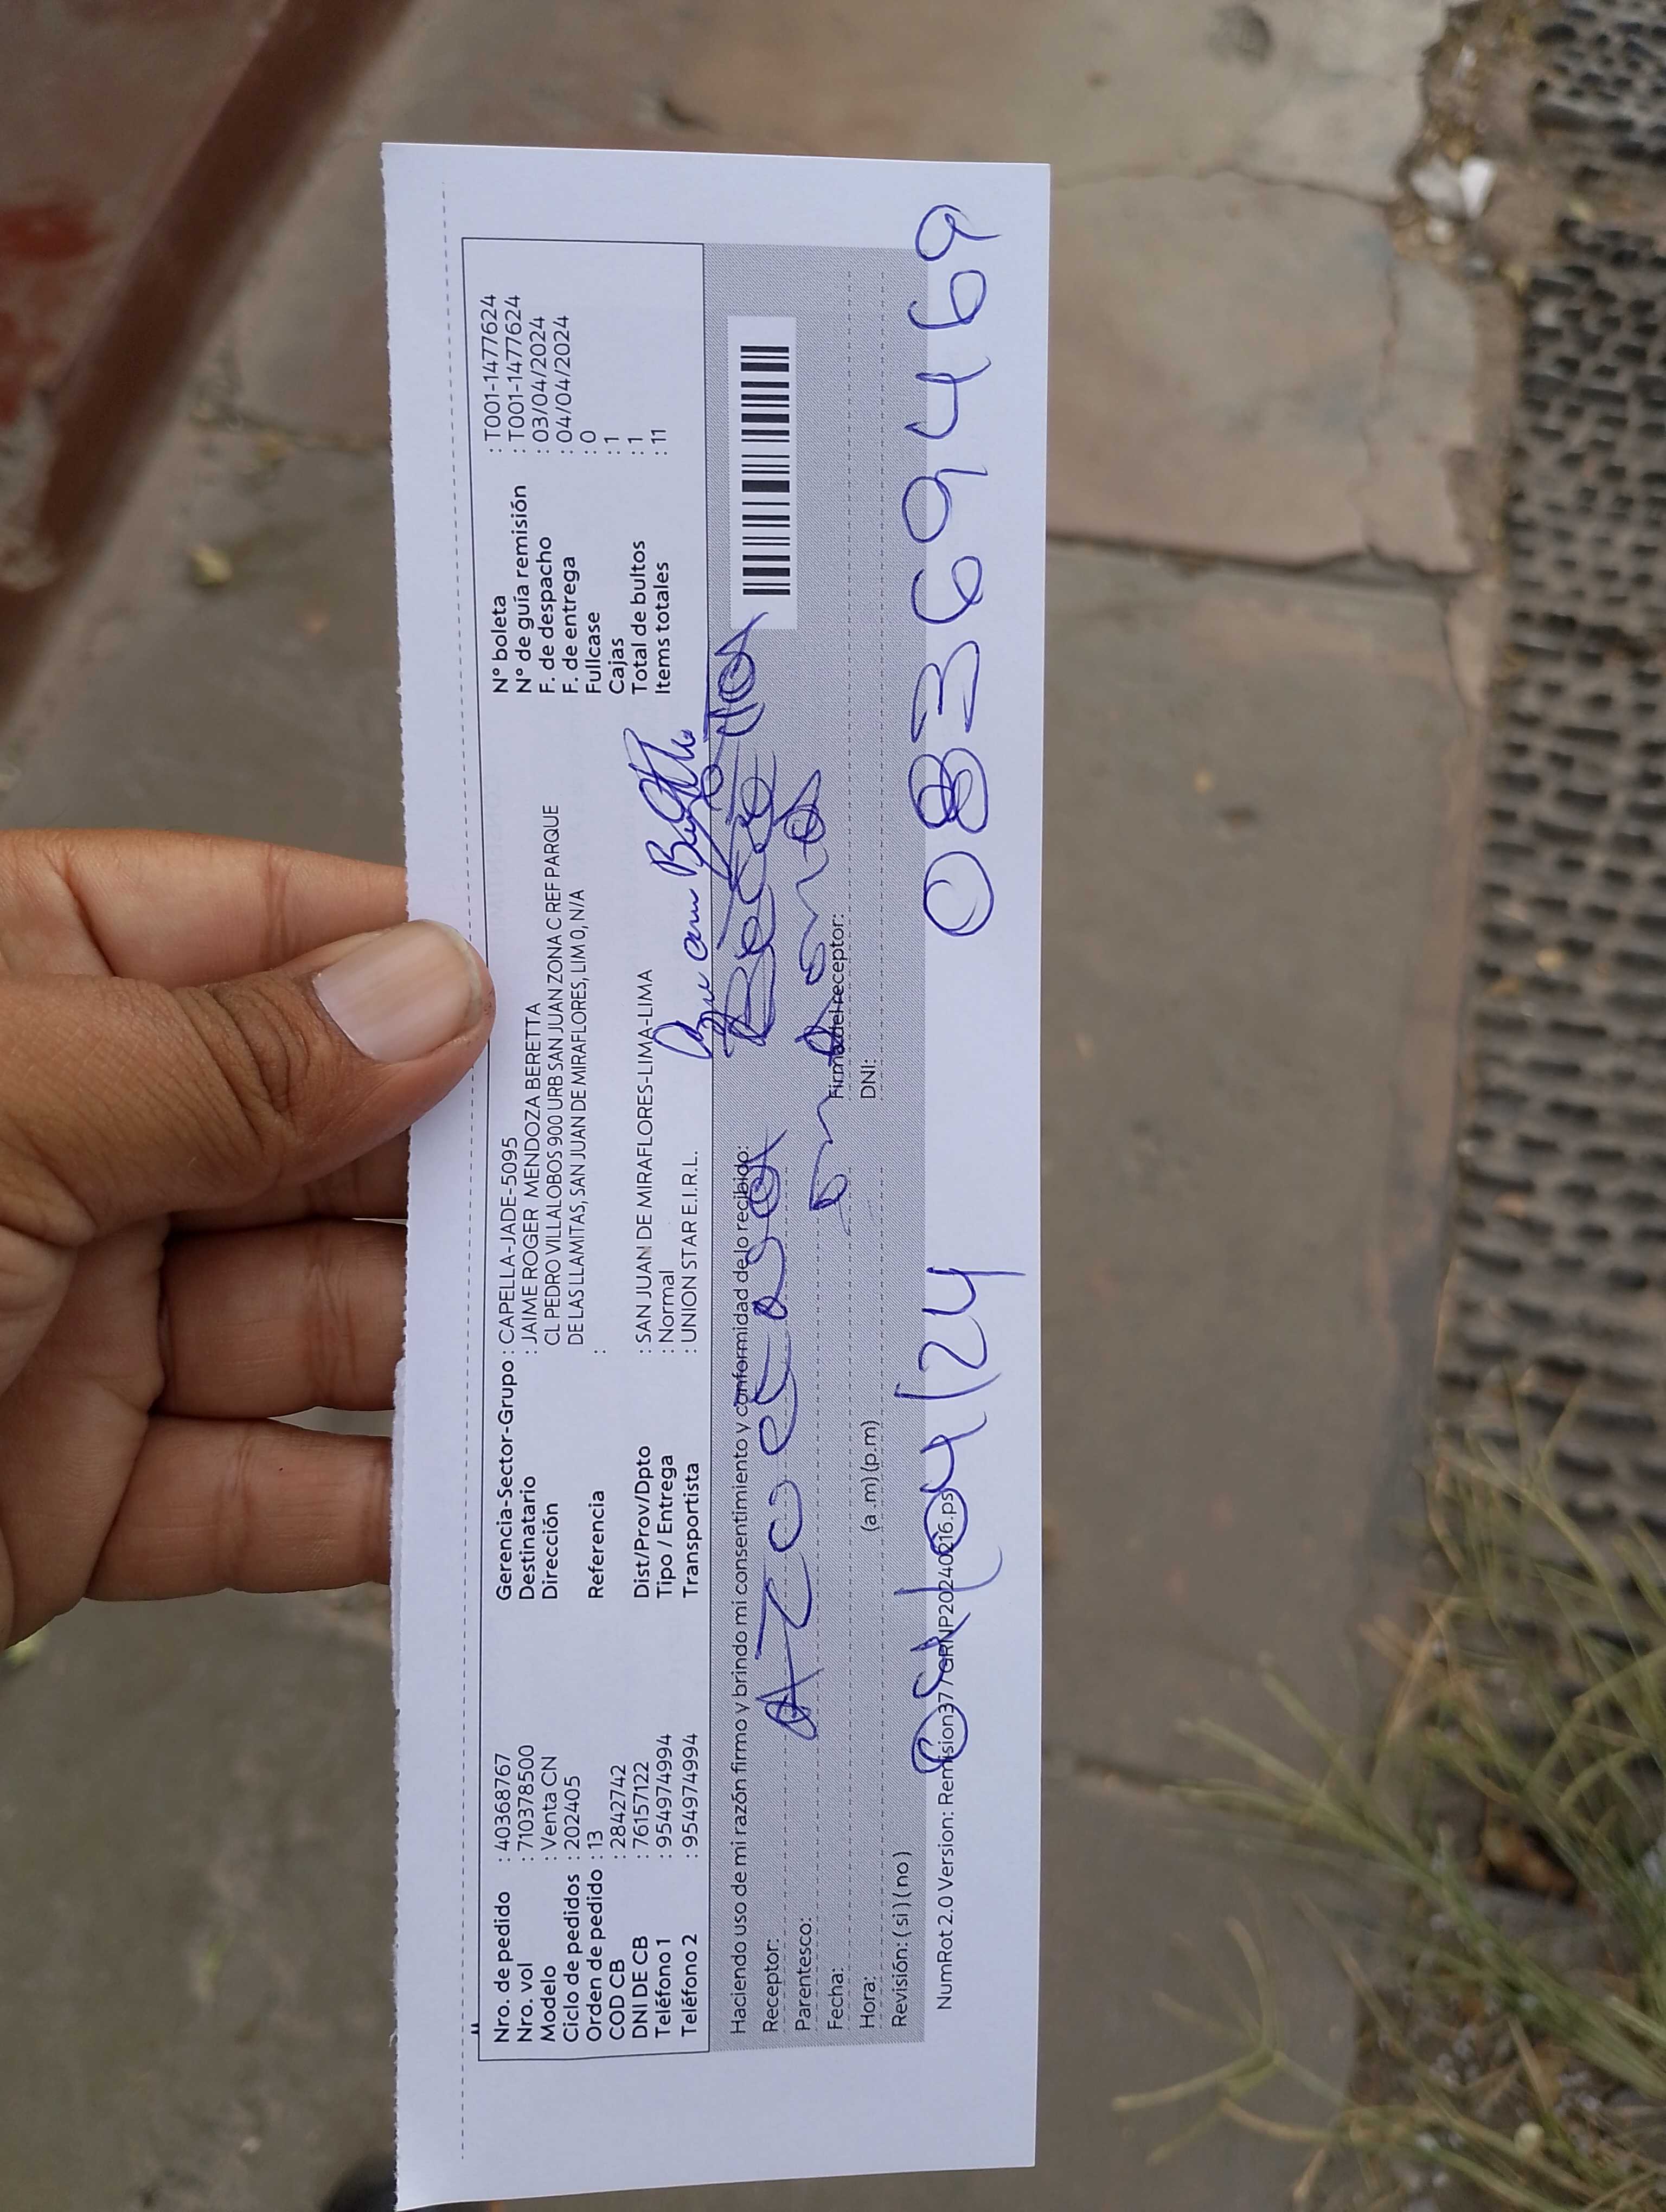 Nro. de pedido : 40368767
Nro. vol : 710378500
Modelo : Venta CN
Ciclo de pedidos : 202405
Orden de pedido : 13
COD CB : 2842742
DNI DE CB : 76157122
Teléfono 1 : 954974994
Teléfono 2 : 954974994
Gerencia-Sector-Grupo : CAPELLA-JADE-5095
Destinatario : JAIME ROGER MENDOZA BERETTA
Dirección CL PEDRO VILLALOBOS 900 URB SAN JUAN ZONA C REF PARQUE
DE LAS LLAMITAS, SAN JUAN DE MIRAFLORES, LIM 0, N/A
Referencia :
Dist/Prov/Dpto : SAN JUAN DE MIRAFLORES-LIMA-LIMA
Tipo / Entrega : Normal
Transportista : UNION STAR E.I.R.L.
N° boleta : T001-1477624
N° de guía remisión : T001-1477624
F. de despacho : 03/04/2024
F. de entrega : 04/04/2024
Fullcase : 0
Cajas : 1
Total de bultos : 1
Items totales : 11
Haciendo uso de mi razón firmo y brindo mi consentimiento y conformidad de lo recibido:
Receptor:
Parentesco:
Fecha:
Firma del receptor:
Hora: (a .m) (p.m)
DNI:
Revisión: ( si ) ( no )
08369469
NumRot 2.0 Version: Remision37 / GRNP20240216.ps